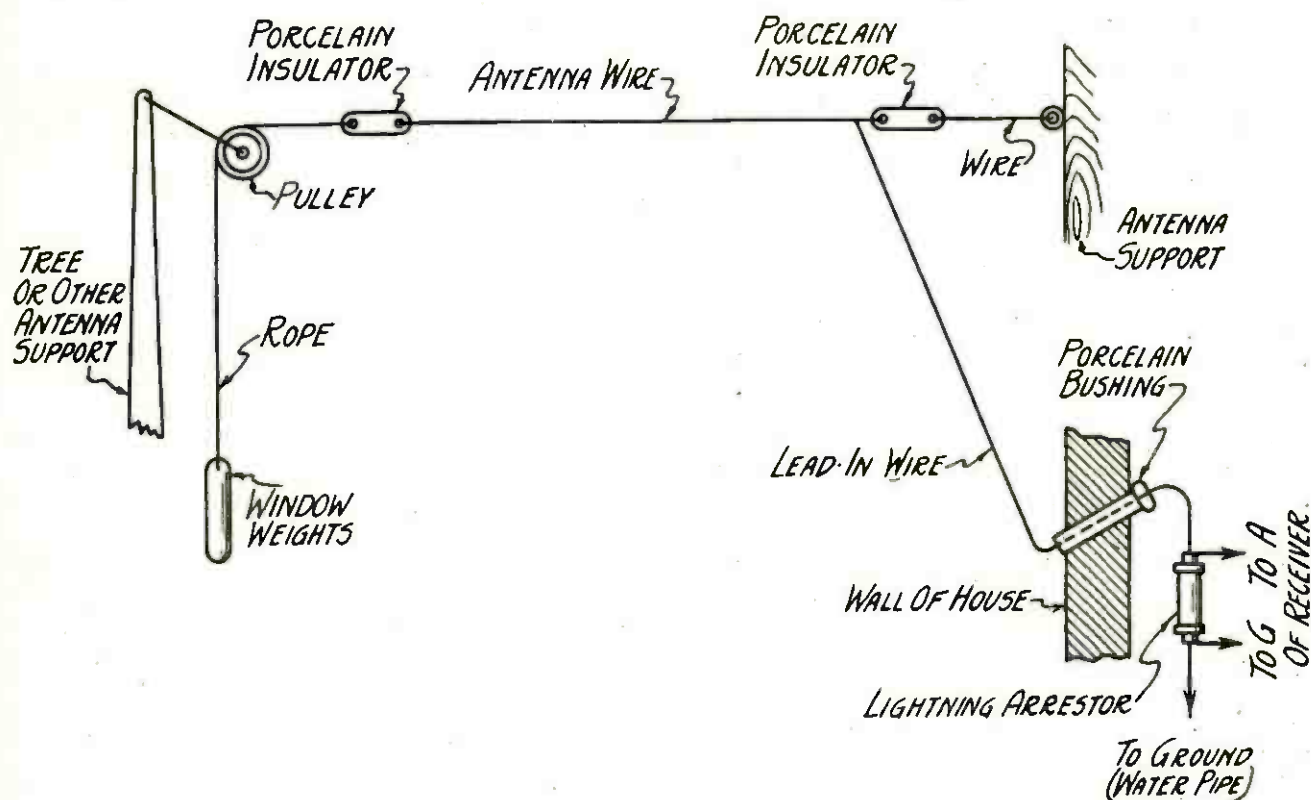 PORCELAIN
INSULATOR
ANTENNA WIRE
PORCELAIN
INSULATOR
WIRE
PULLEY
ANTENNA
SUPPORT
TREE
OR OTHER
ANTENNA
SUPPORT
ROPE
PORCELAIN
BUSHING
LEAD-IN WIRE
WINDOW
WEIGHTS
WALL OF HOUSE
TO G TO A
OF RECEIVER
LIGHTNING ARRESTOR
TO GROUND
(WATER PIPE)